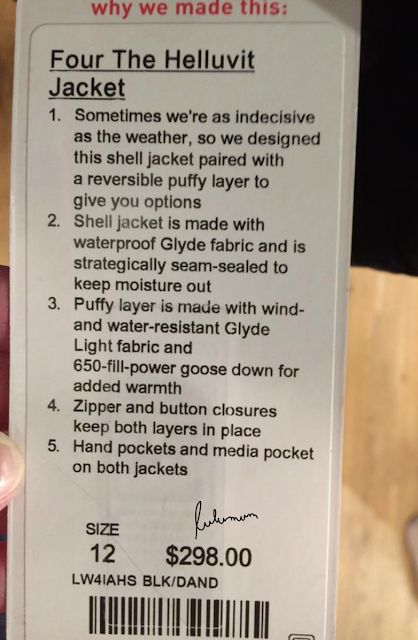 why we made this:
Four The Helluvit
Jacket
1. Sometimes we're as indecisive
as the weather, so we designed
this shell jacket paired with
a reversible puffy layer to
give you options
2. Shell jacket is made with
waterproof Glyde fabric and is
strategically seam-sealed to
keep moisture out
3. Puffy layer is made with wind-
and water-resistant Glyde
Light fabric and
650-fill-power goose down for
added warmth
4. Zipper and button closures
keep both layers in place
5. Hand pockets and media pocket
on both jackets
lulumum
SIZE
12 $298.00
LW4IAHS BLK/DAND